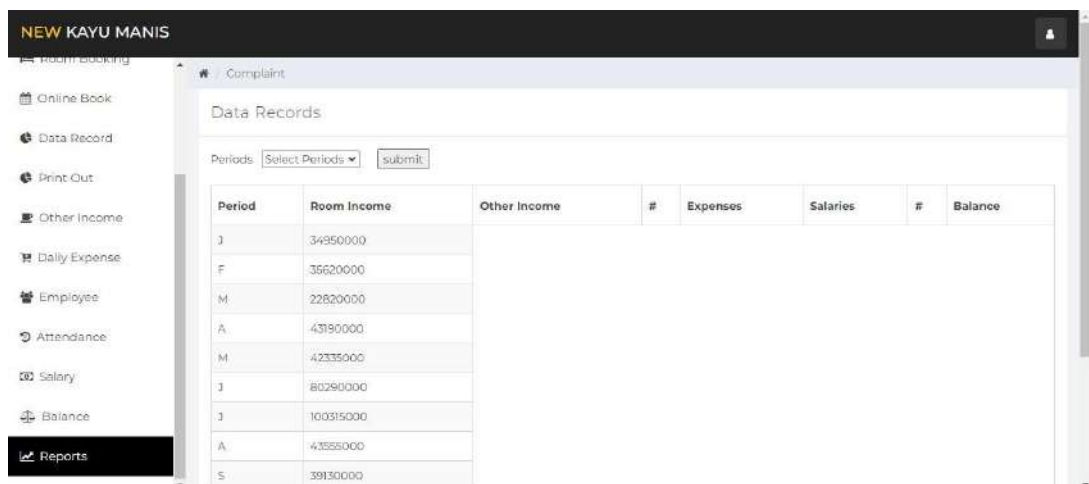 NEW KAYU MANIS
Room Booking
Online Book
Data Record
Print Out
Other Income
Daily Expense
Employee
Attendance
Salary
Balance
Reports
/ Complaint
Data Records
Periods Select Periods submit
Period Room Income Other Income # Expenses Salaries # Balance
J 34950000
F 35620000
M 22820000
A 43190000
M 42335000
J 80290000
J 100315000
A 43555000
S 39130000